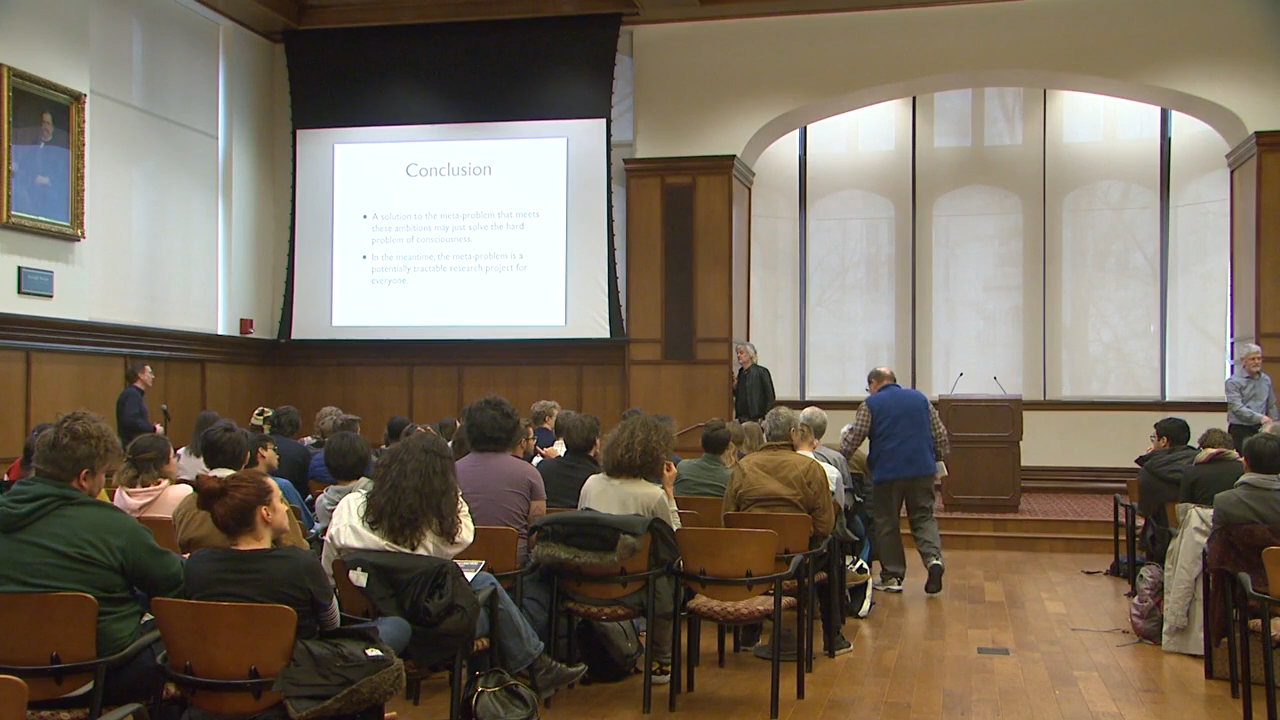 Conclusion
• A solution to the meta-problem that meets
these ambitions may just solve the hard
problem of consciousness.
• In the meantime, the meta-problem is a
potentially tractable research project for
everyone.